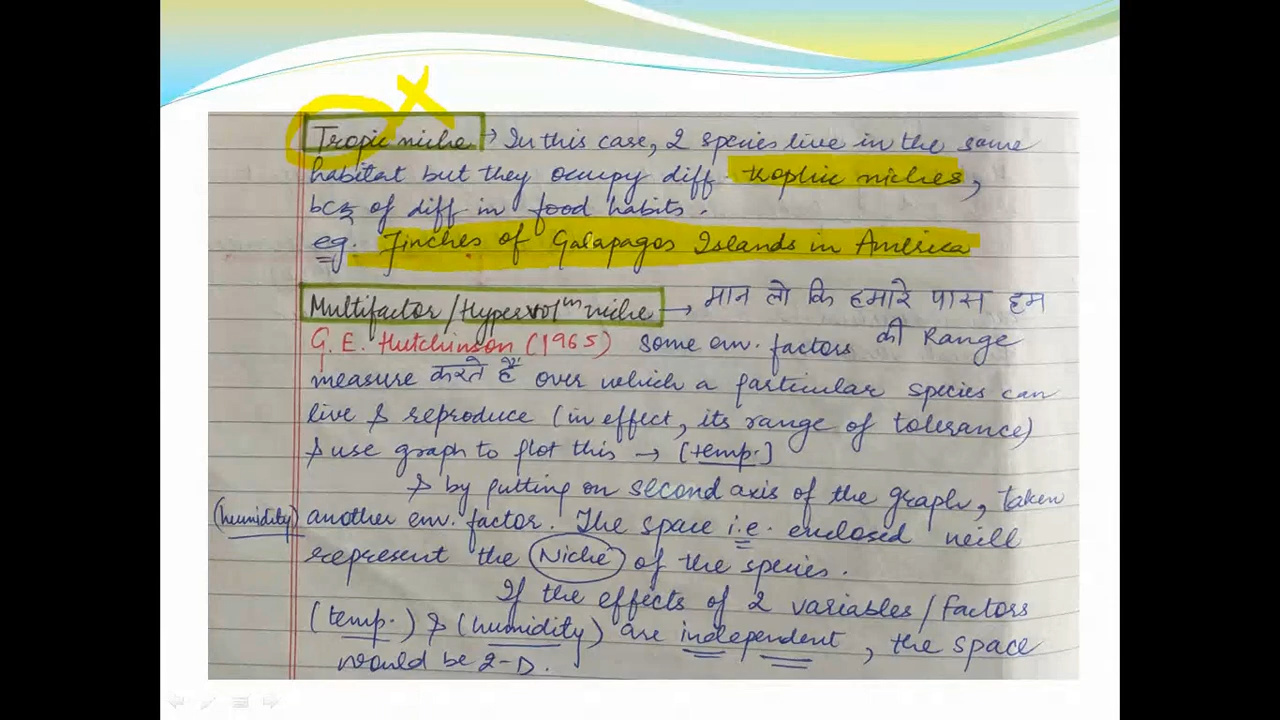 Tropic niche → In this case, 2 species live in the same
habitat but they occupy diff. trophic niches,
bcz of diff in food habits.
eg. Finches of Galapagos Islands in America
Multifactor/Hypervolm niche → मान लो कि हमारे पास हम
G. E. Hutchinson (1965) some env. factors की Range
measure करते हैं over which a particular species can
live & reproduce (in effect, its range of tolerance)
& use graph to plot this → [temp.]
& by putting on second axis of the graph, taken
(humidity) another env. factor. The space i.e. enclosed will
represent the Niche of the species.
If the effects of 2 variables/factors
(temp.) & (humidity) are independent, the space
would be 2-D.